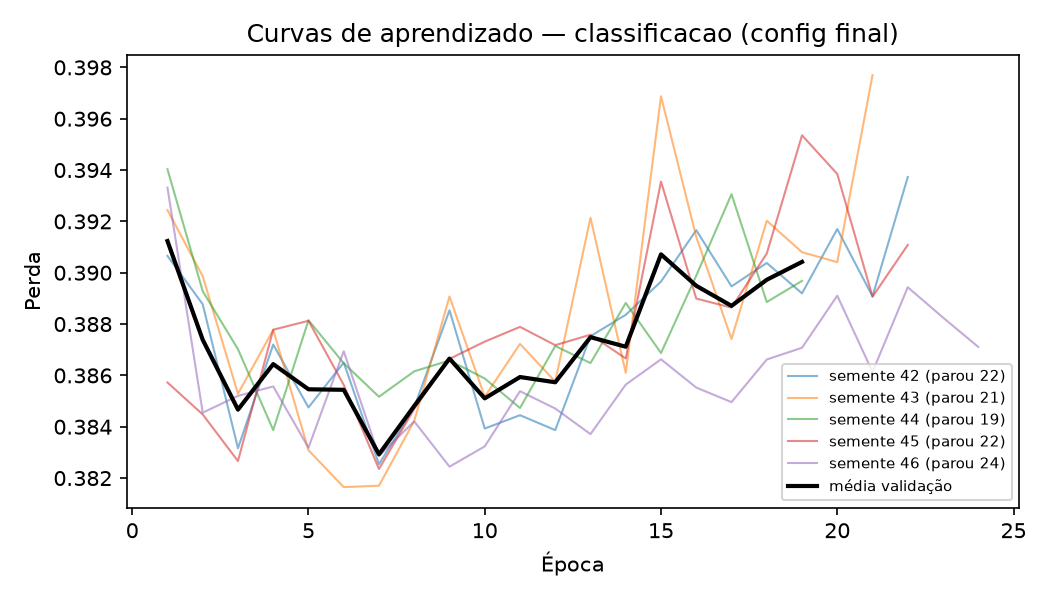 Curvas de aprendizado — classificacao (config final)
0.398
0.396
0.394
0.392
0.390
0.388
0.386
0.384
0.382
Perda
0
5
10
15
20
25
Época
semente 42 (parou 22)
semente 43 (parou 21)
semente 44 (parou 19)
semente 45 (parou 22)
semente 46 (parou 24)
média validação